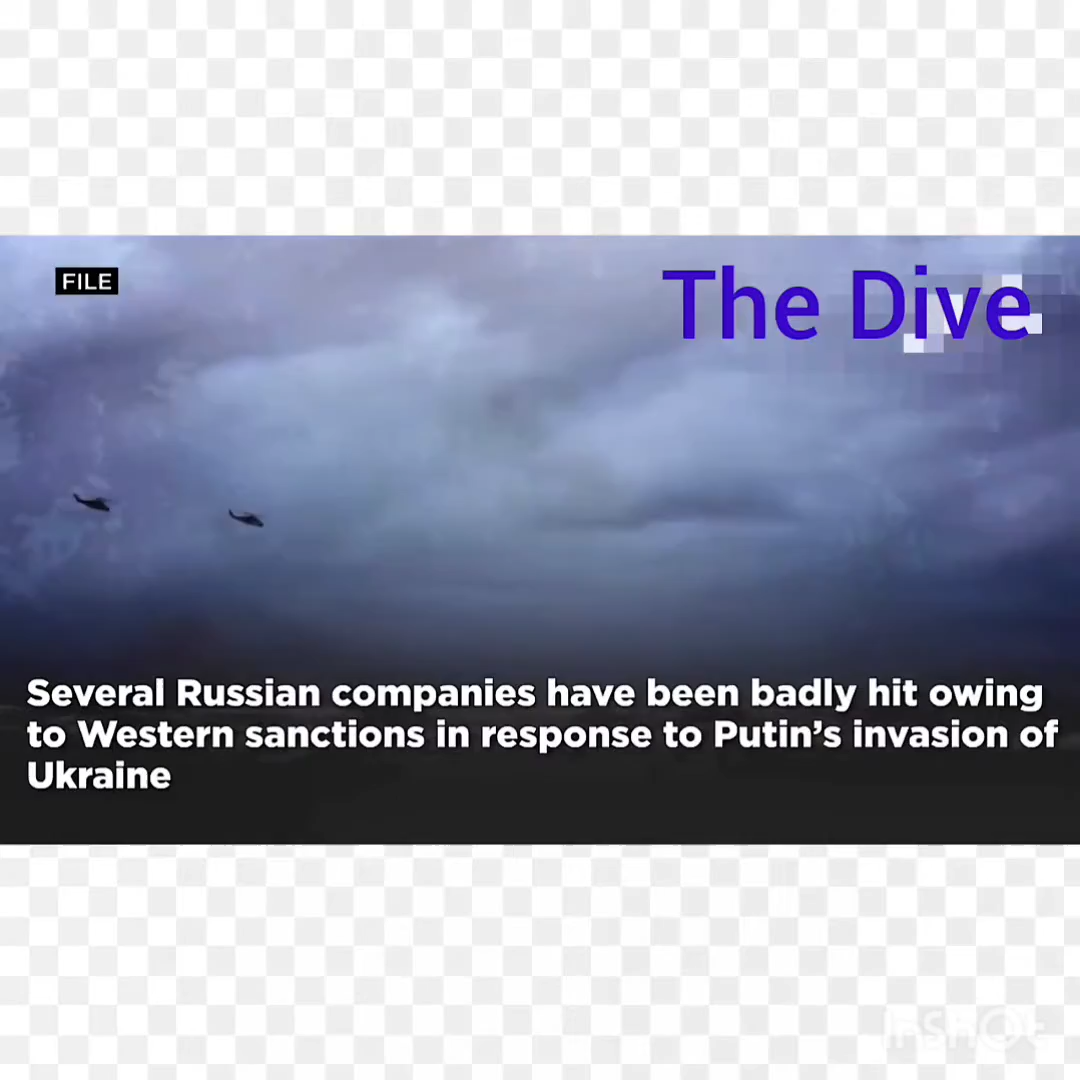 FILE
The Dive
Several Russian companies have been badly hit owing
to Western sanctions in response to Putin’s invasion of
Ukraine
InShOt